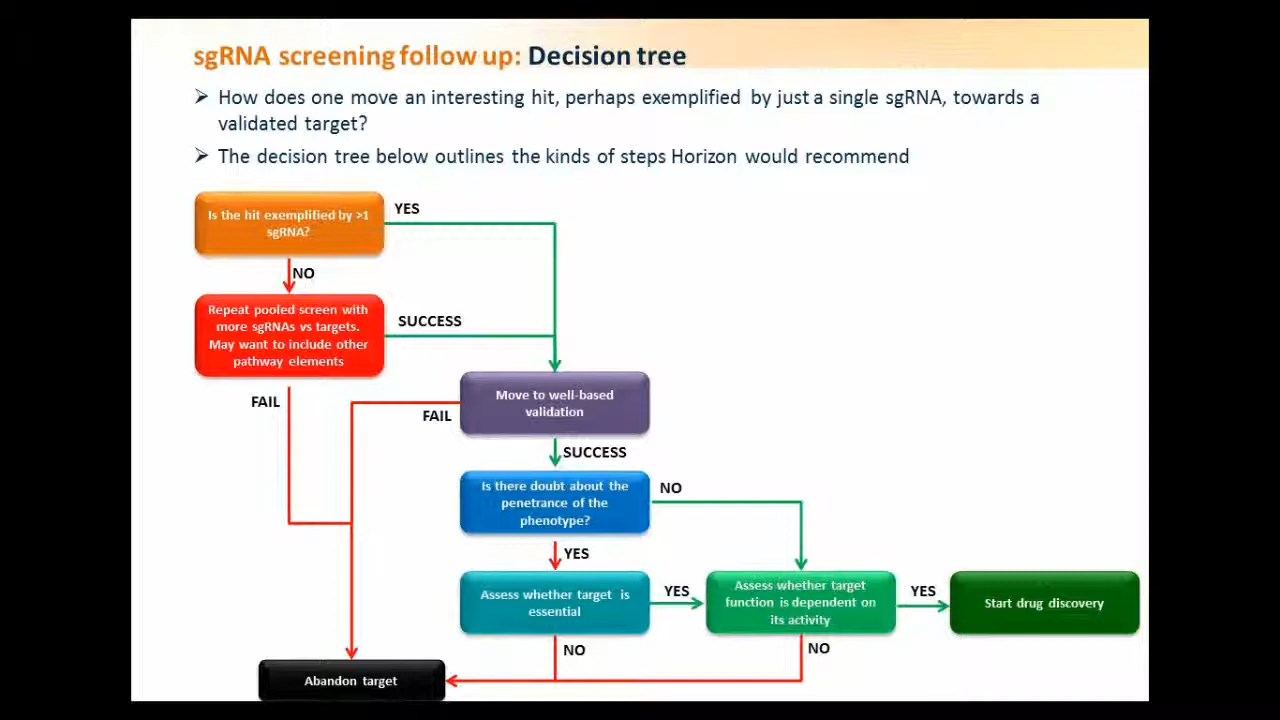 sgRNA screening follow up: Decision tree
➢ How does one move an interesting hit, perhaps exemplified by just a single sgRNA, towards a
validated target?
➢ The decision tree below outlines the kinds of steps Horizon would recommend
Is the hit exemplified by >1
sgRNA?
YES
NO
Repeat pooled screen with
more sgRNAs vs targets.
May want to include other
pathway elements
SUCCESS
FAIL
Move to well-based
validation
FAIL
SUCCESS
Is there doubt about the
penetrance of the
phenotype?
NO
YES
Assess whether target is
essential
YES
Assess whether target
function is dependent on
its activity
YES
Start drug discovery
NO
NO
Abandon target